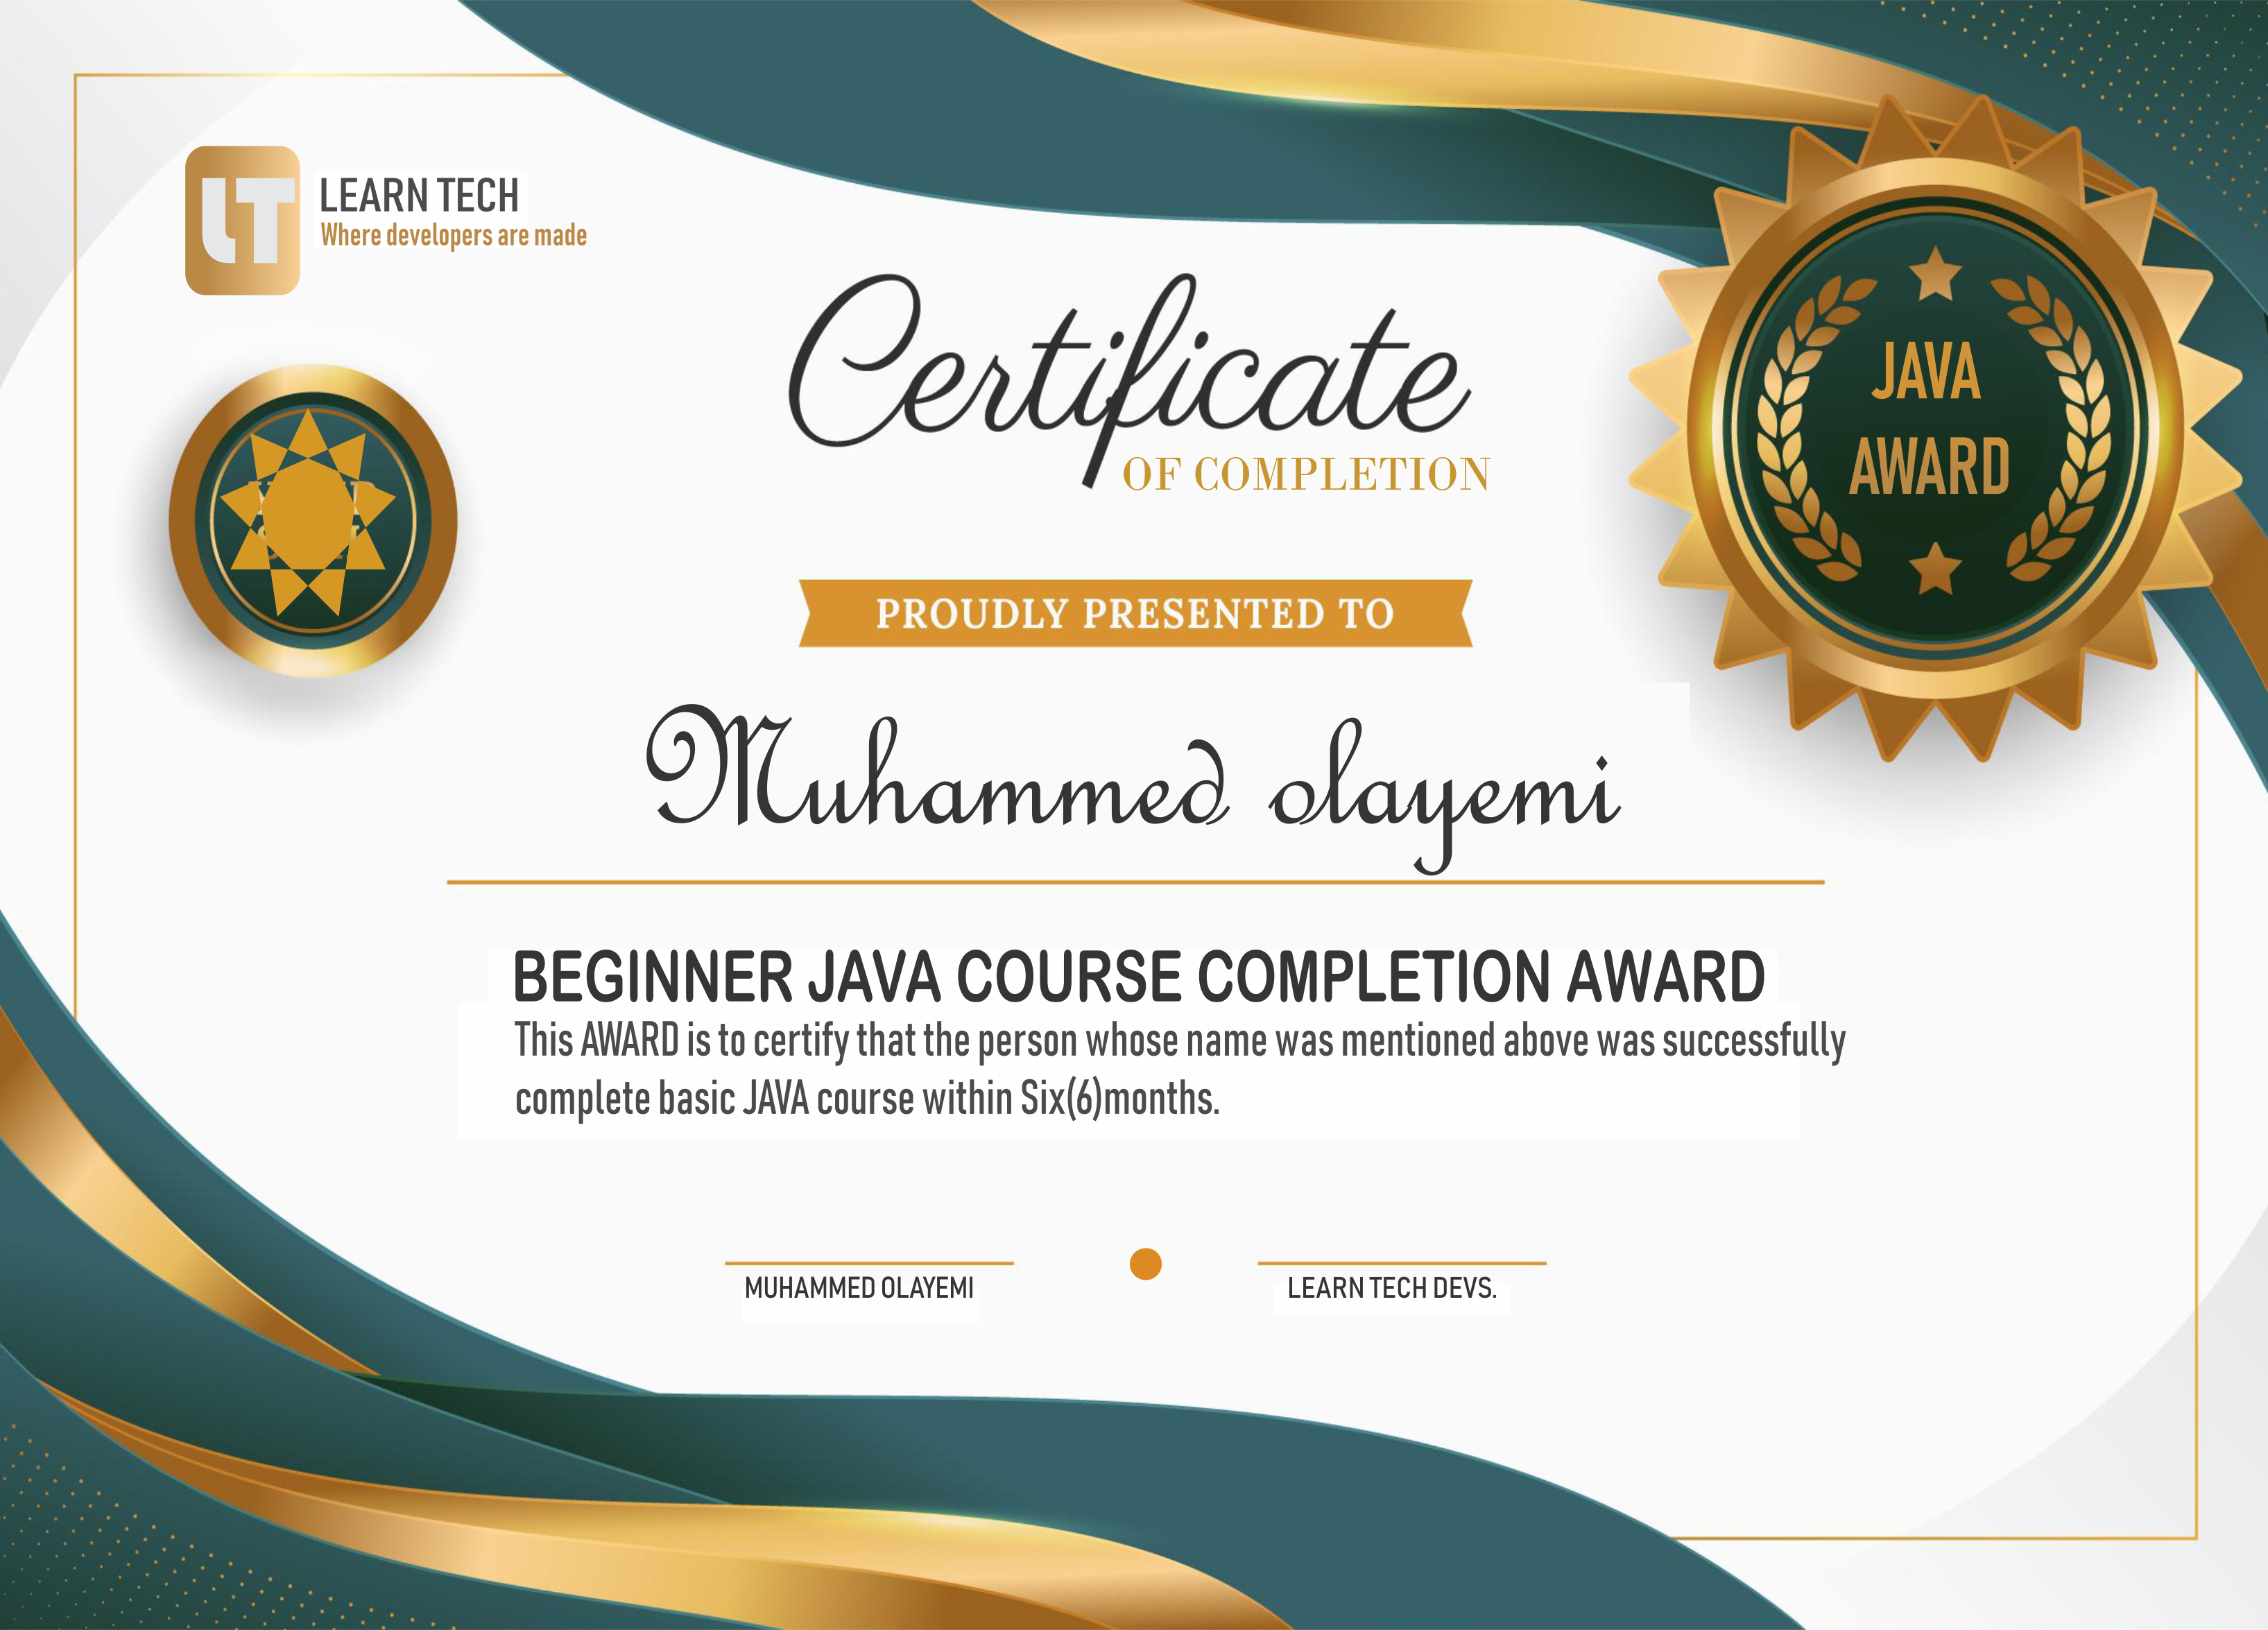 LT
LEARN TECH
Where developers are made
Certificate
OF COMPLETION
JAVA
AWARD
PROUDLY PRESENTED TO
Muhammed olayemi
BEGINNER JAVA COURSE COMPLETION AWARD
This AWARD is to certify that the person whose name was mentioned above was successfully
complete basic JAVA course within Six(6)months.
MUHAMMED OLAYEMI
LEARN TECH DEVS.